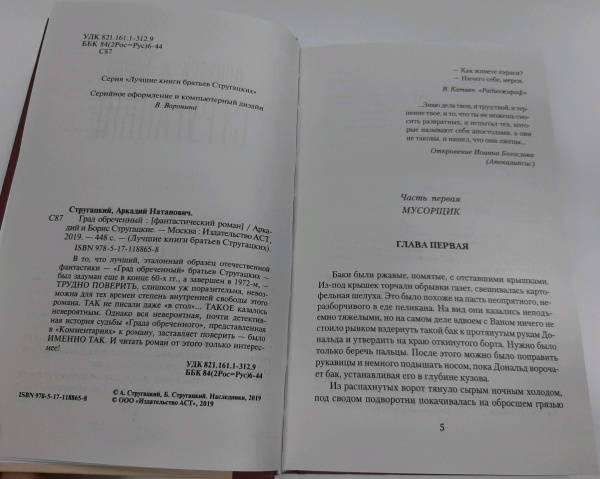 УДК 821.161.1-312.9
ББК 84(2Рос=Рус)6-44
С87
Серия «Лучшие книги братьев Стругацких»
Серийное оформление и компьютерный дизайн
В. Воронина
Стругацкий, Аркадий Натанович.
С87 Град обреченный : [фантастический роман] / Арка-
дий и Борис Стругацкие. — Москва : Издательство АСТ,
2019. — 448 с. — (Лучшие книги братьев Стругацких).
ISBN 978-5-17-118865-8
В то, что лучший, эталонный образец отечественной
фантастики — «Град обреченный» братьев Стругацких —
был задуман еще в конце 60-х гг., а завершен в 1972-м, —
ТРУДНО ПОВЕРИТЬ, слишком уж поразительна, невоз-
можна для тех времен степень внутренней свободы этого
романа. ТАК не писали даже «в стол»... ТАКОЕ казалось
невероятным. Однако вся невероятная, почти детектив-
ная история судьбы «Града обреченного», представленная
в «Комментариях» к роману, заставляет поверить — было
ИМЕННО ТАК. И читать роман от этого только интерес-
нее!
УДК 821.161.1-312.9
ББК 84(2Рос=Рус)6-44
© А. Стругацкий, Б. Стругацкий. Наследники, 2019
ISBN 978-5-17-118865-8 © ООО «Издательство АСТ», 2019
— Как живете караси?
— Ничего себе, мерси.
В. Катаев. «Радиожираф»
...Знаю дела твои, и труд твой, и тер-
пение твое, и то, что ты не можешь сно-
сить развратных, и испытал тех, кото-
рые называют себя апостолами, а они
не таковы, и нашел, что они лжецы...
Откровение Иоанна Богослова
(Апокалипсис)
Часть первая
МУСОРЩИК
ГЛАВА ПЕРВАЯ
Баки были ржавые, помятые, с отставшими крышками.
Из-под крышек торчали обрывки газет, свешивалась карто-
фельная шелуха. Это было похоже на пасть неопрятного, не-
разборчивого в еде пеликана. На вид они казались неподъ-
емно тяжелыми, но на самом деле вдвоем с Ваном ничего не
стоило рывком вздернуть такой бак к протянутым рукам До-
нальда и утвердить на краю откинутого борта. Нужно было
только беречь пальцы. После этого можно было поправить
рукавицы и немного подышать носом, пока Дональд вороча-
ет бак, устанавливая его в глубине кузова.
Из распахнутых ворот тянуло сырым ночным холодом,
под сводом подворотни покачивалась на обросшем грязью
5